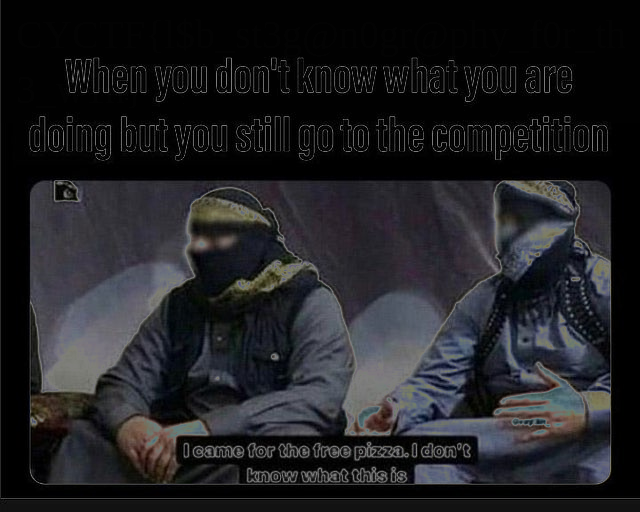 When you don't know what you are
doing but you still go to the competition
I came for the free pizza. I don't
know what this is